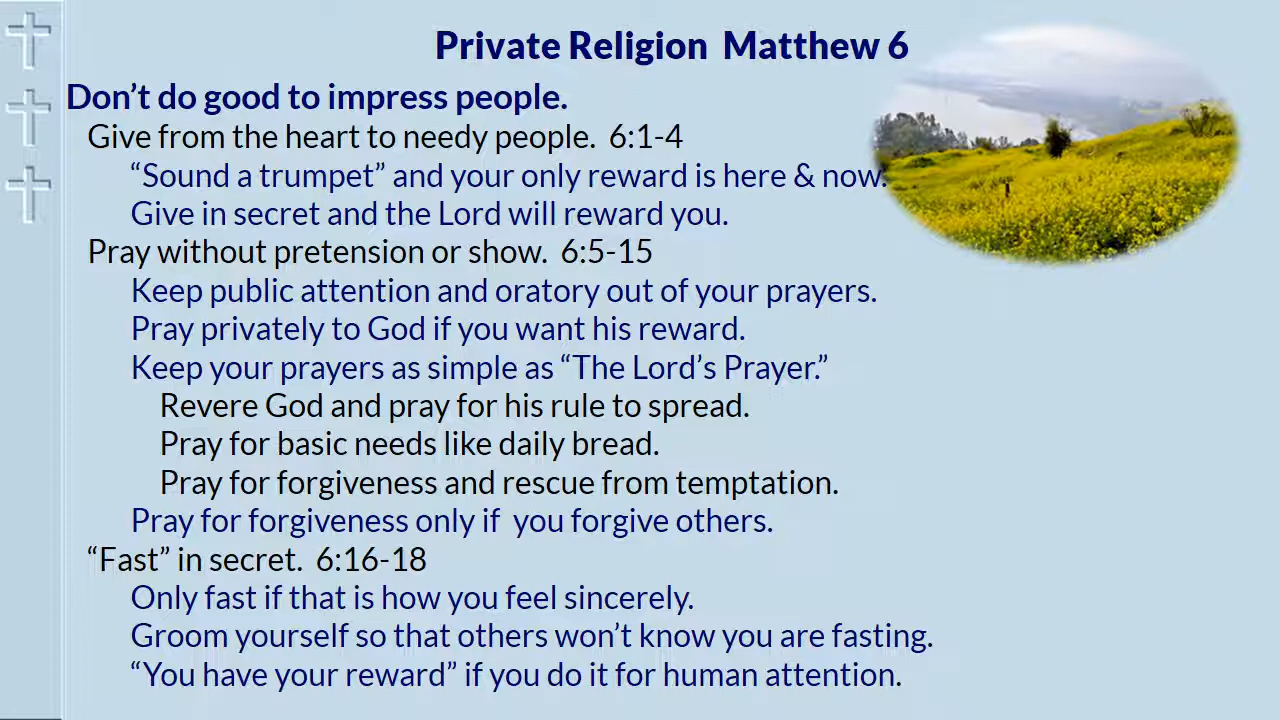 Private Religion  Matthew 6
Don’t do good to impress people.
Give from the heart to needy people.  6:1-4
“Sound a trumpet” and your only reward is here & now.
Give in secret and the Lord will reward you.
Pray without pretension or show.  6:5-15
Keep public attention and oratory out of your prayers.
Pray privately to God if you want his reward.
Keep your prayers as simple as “The Lord’s Prayer.”
Revere God and pray for his rule to spread.
Pray for basic needs like daily bread.
Pray for forgiveness and rescue from temptation.
Pray for forgiveness only if  you forgive others.
“Fast” in secret.  6:16-18
Only fast if that is how you feel sincerely.
Groom yourself so that others won’t know you are fasting.
“You have your reward” if you do it for human attention.